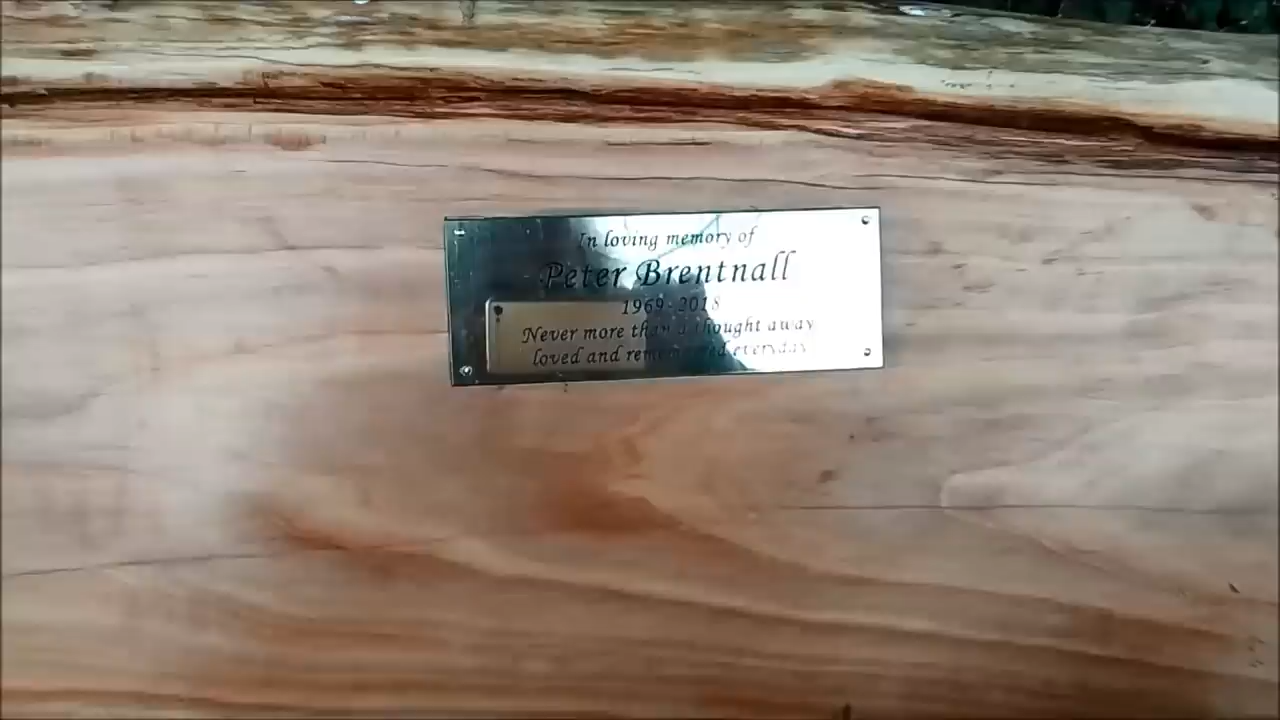 In loving memory of
Peter Brentnall
1969-2018
Never more than a thought away
loved and remembered everyday